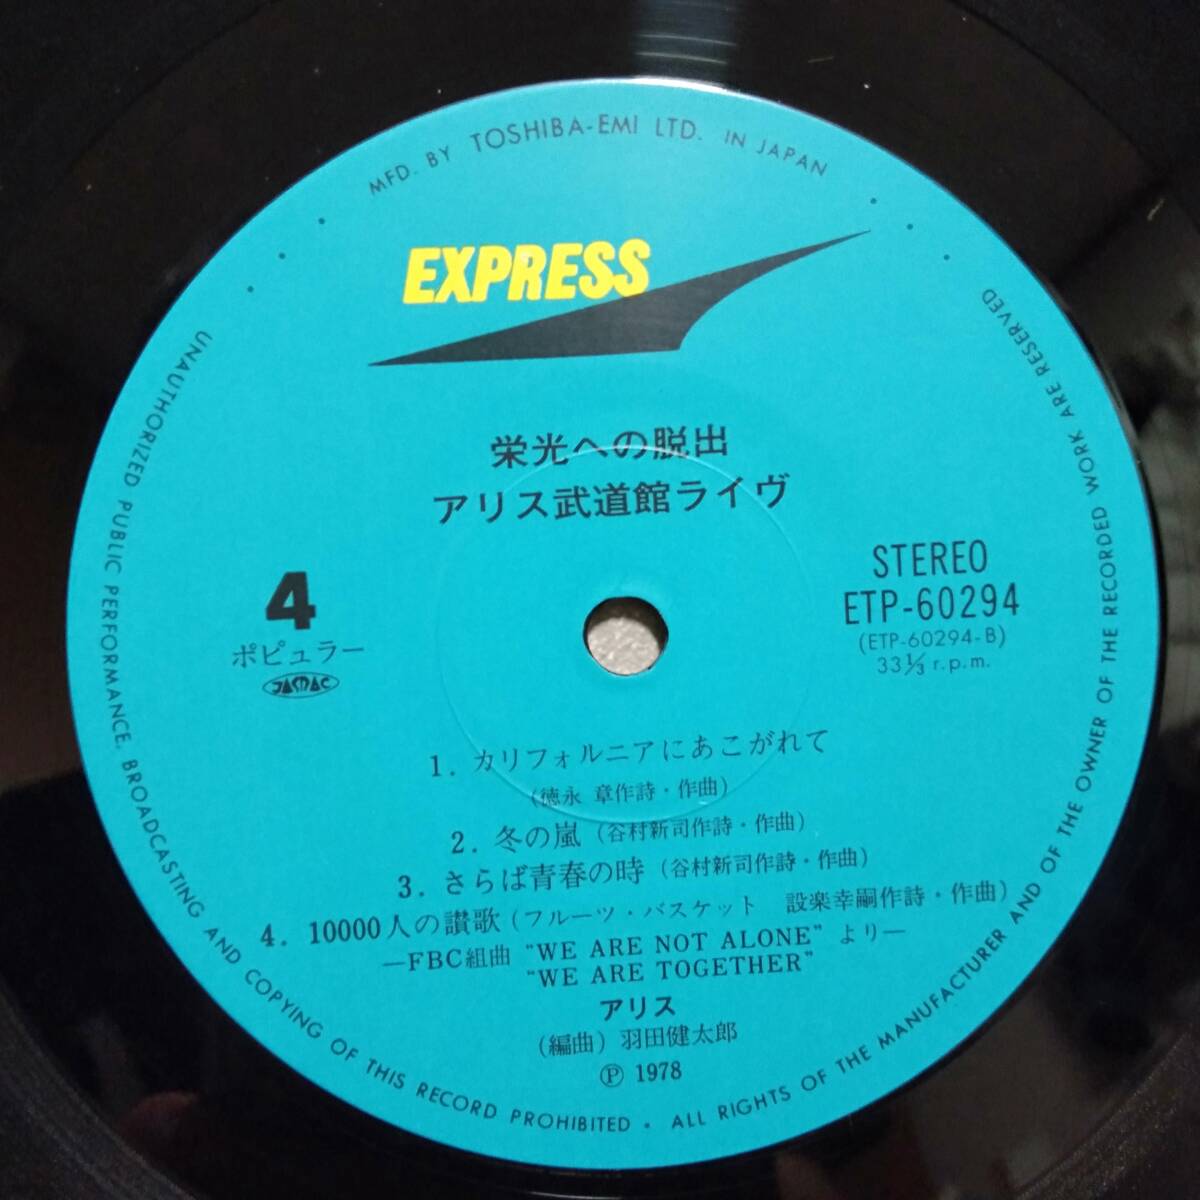 MFD. BY TOSHIBA-EMI LTD. IN JAPAN
EXPRESS
栄光への脱出
アリス武道館ライヴ
4
ポピュラー
JASRAC
STEREO
ETP-60294
(ETP-60294-B)
33⅓ r.p.m.
1. カリフォルニアにあこがれて
(徳永 章作詩・作曲)
2. 冬の嵐 (谷村新司作詩・作曲)
3. さらば青春の時 (谷村新司作詩・作曲)
4. 10000人の讃歌 (フルーツ・バスケット 設楽幸嗣作詩・作曲)
—FBC組曲 “WE ARE NOT ALONE” より—
“WE ARE TOGETHER”
アリス
(編曲) 羽田健太郎
Ⓟ 1978
UNAUTHORIZED PUBLIC PERFORMANCE, BROADCASTING AND COPYING OF THIS RECORD PROHIBITED • ALL RIGHTS OF THE MANUFACTURER AND OF THE OWNER OF THE RECORDED WORK ARE RESERVED